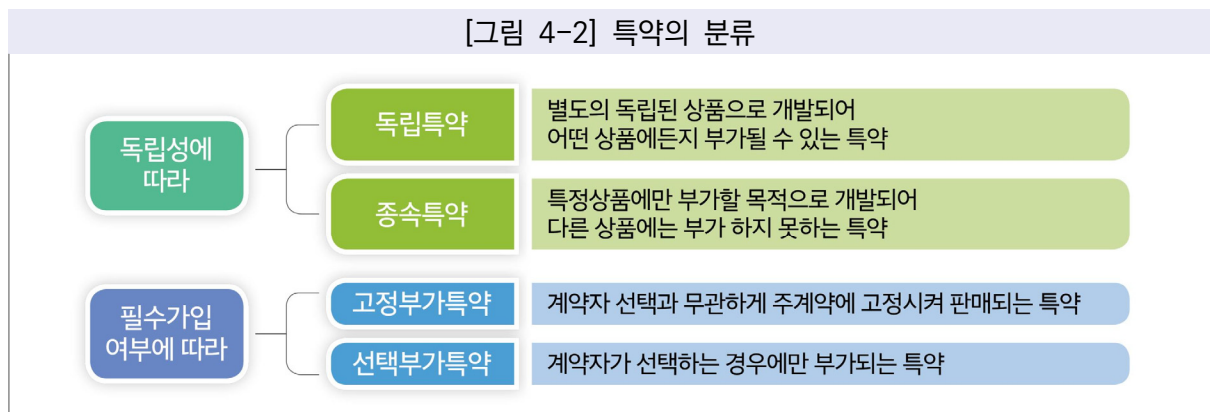 [그림 4-2] 특약의 분류
독립성에
따라
독립특약
별도의 독립된 상품으로 개발되어
어떤 상품에든지 부가될 수 있는 특약
종속특약
특정상품에만 부가할 목적으로 개발되어
다른 상품에는 부가 하지 못하는 특약
필수가입
여부에 따라
고정부가특약
계약자 선택과 무관하게 주계약에 고정시켜 판매되는 특약
선택부가특약
계약자가 선택하는 경우에만 부가되는 특약